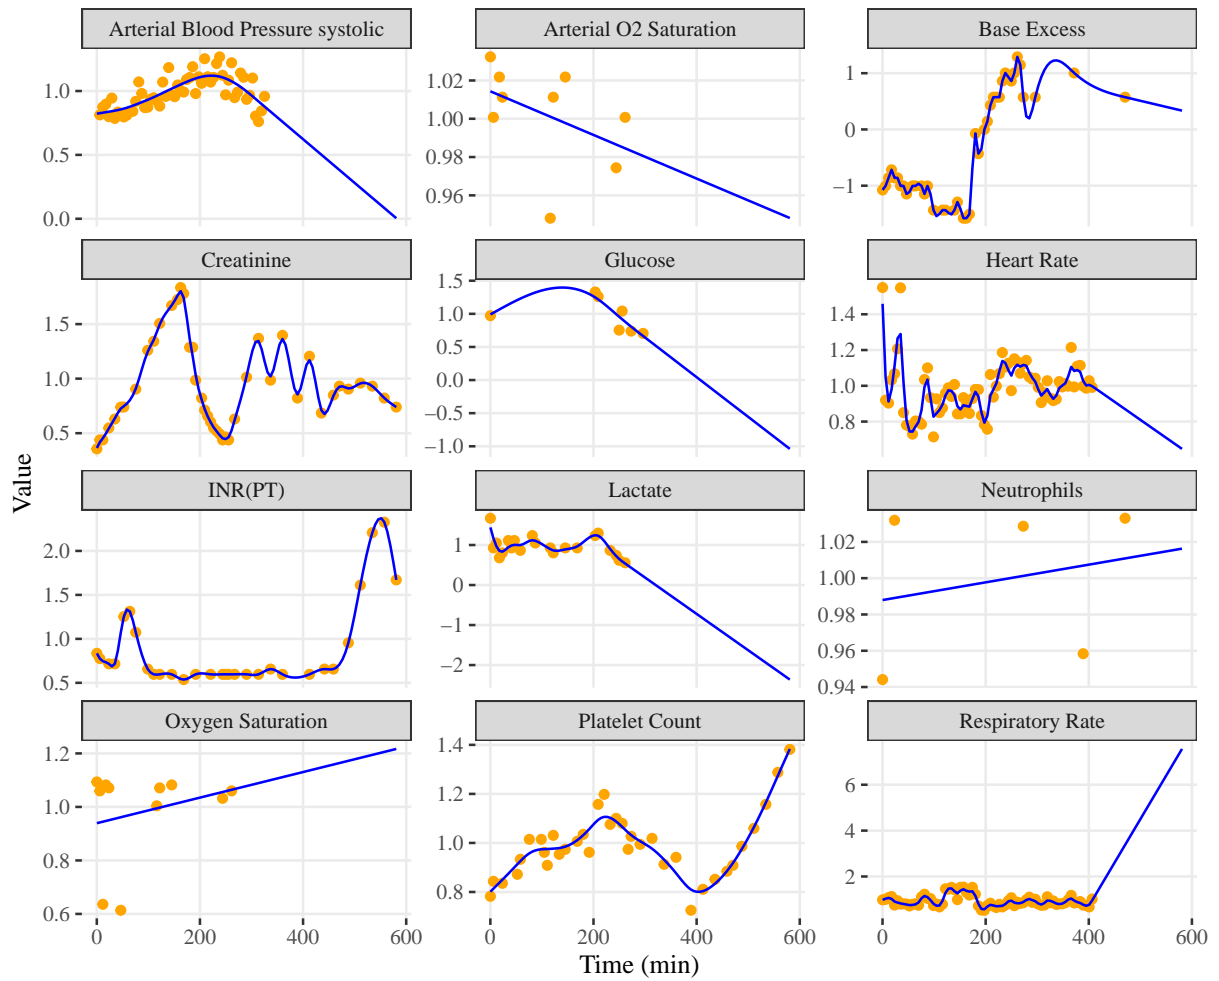 Arterial Blood Pressure systolic
Arterial O2 Saturation
Base Excess
1.0
0.5
0.0
1.02
1.00
0.98
0.96
1
0
−1
Creatinine
Glucose
Heart Rate
1.5
1.0
0.5
1.5
1.0
0.5
0.0
−0.5
−1.0
1.4
1.2
1.0
0.8
INR(PT)
Lactate
Neutrophils
2.0
1.5
1.0
0.5
1
0
−1
−2
1.02
1.00
0.98
0.96
0.94
Oxygen Saturation
Platelet Count
Respiratory Rate
1.2
1.0
0.8
0.6
1.4
1.2
1.0
0.8
6
4
2
0 200 400 600
0 200 400 600
0 200 400 600
Time (min)
Value